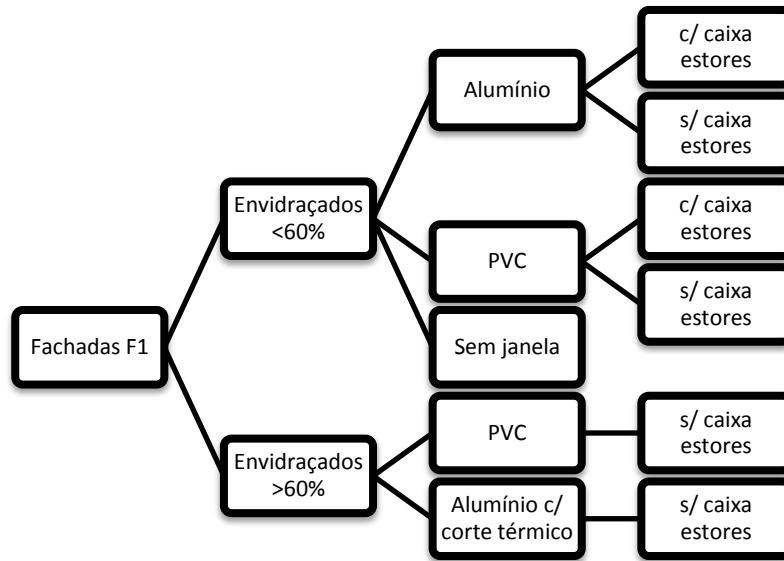 c/ caixa
estores
Alumínio
s/ caixa
estores
Envidraçados
<60%
c/ caixa
estores
PVC
s/ caixa
estores
Fachadas F1
Sem janela
PVC
s/ caixa
estores
Envidraçados
>60%
Alumínio c/
corte térmico
s/ caixa
estores